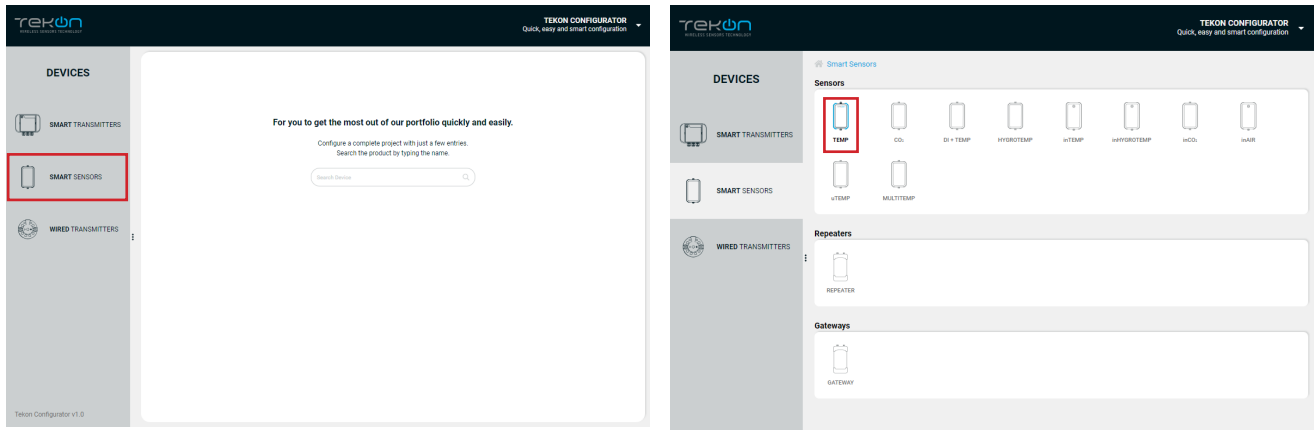 TEKON
WIRELESS SENSORS TECHNOLOGY
TEKON CONFIGURATOR
Quick, easy and smart configuration
DEVICES
SMART TRANSMITTERS
SMART SENSORS
WIRED TRANSMITTERS
For you to get the most out of our portfolio quickly and easily.
Configure a complete project with just a few entries.
Search the product by typing the name.
Search Device
Tekon Configurator v1.0
TEKON
WIRELESS SENSORS TECHNOLOGY
TEKON CONFIGURATOR
Quick, easy and smart configuration
DEVICES
SMART TRANSMITTERS
SMART SENSORS
WIRED TRANSMITTERS
Smart Sensors
Sensors
TEMP CO₂ DI + TEMP HYGROTEMP inTEMP inHYGROTEMP inCO₂ inAIR
uTEMP MULTITEMP
Repeaters
REPEATER
Gateways
GATEWAY